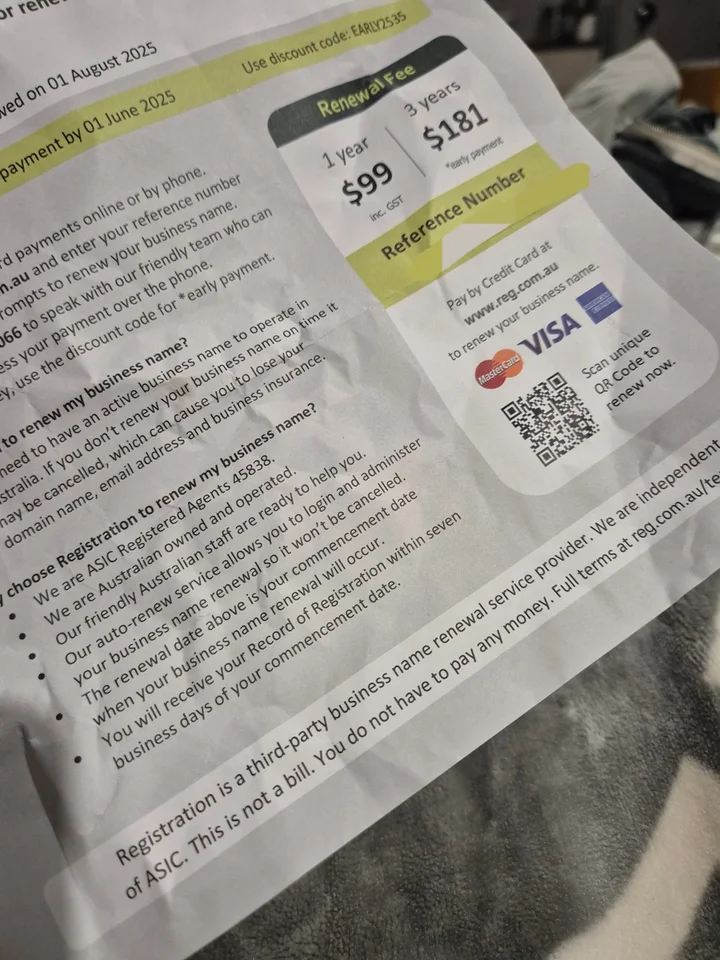 or rene
wed on 01 August 2025
payment by 01 June 2025
Use discount code: EARLY2535
rd payments online or by phone.
n.au and enter your reference number
rompts to renew your business name.
066 to speak with our friendly team who can
ess your payment over the phone.
ey, use the discount code for *early payment.
to renew my business name?
need to have an active business name to operate in
stralia. If you don't renew your business name on time it
may be cancelled, which can cause you to lose your
domain name, email address and business insurance.
y choose Registration to renew my business name?
• We are ASIC Registered Agents 45838.
• We are Australian owned and operated.
• Our friendly Australian staff are ready to help you.
• Our auto-renew service allows you to login and administer
your business name renewal so it won't be cancelled.
• The renewal date above is your commencement date
when your business name renewal will occur.
• You will receive your Record of Registration within seven
business days of your commencement date.
Renewal Fee
1 year
$99
inc. GST
3 years
$181
*early payment
Reference Number
Pay by Credit Card at
www.reg.com.au
to renew your business name.
MasterCard
VISA
Scan unique
QR Code to
renew now.
Registration is a third-party business name renewal service provider. We are independent
of ASIC. This is not a bill. You do not have to pay any money. Full terms at reg.com.au/te